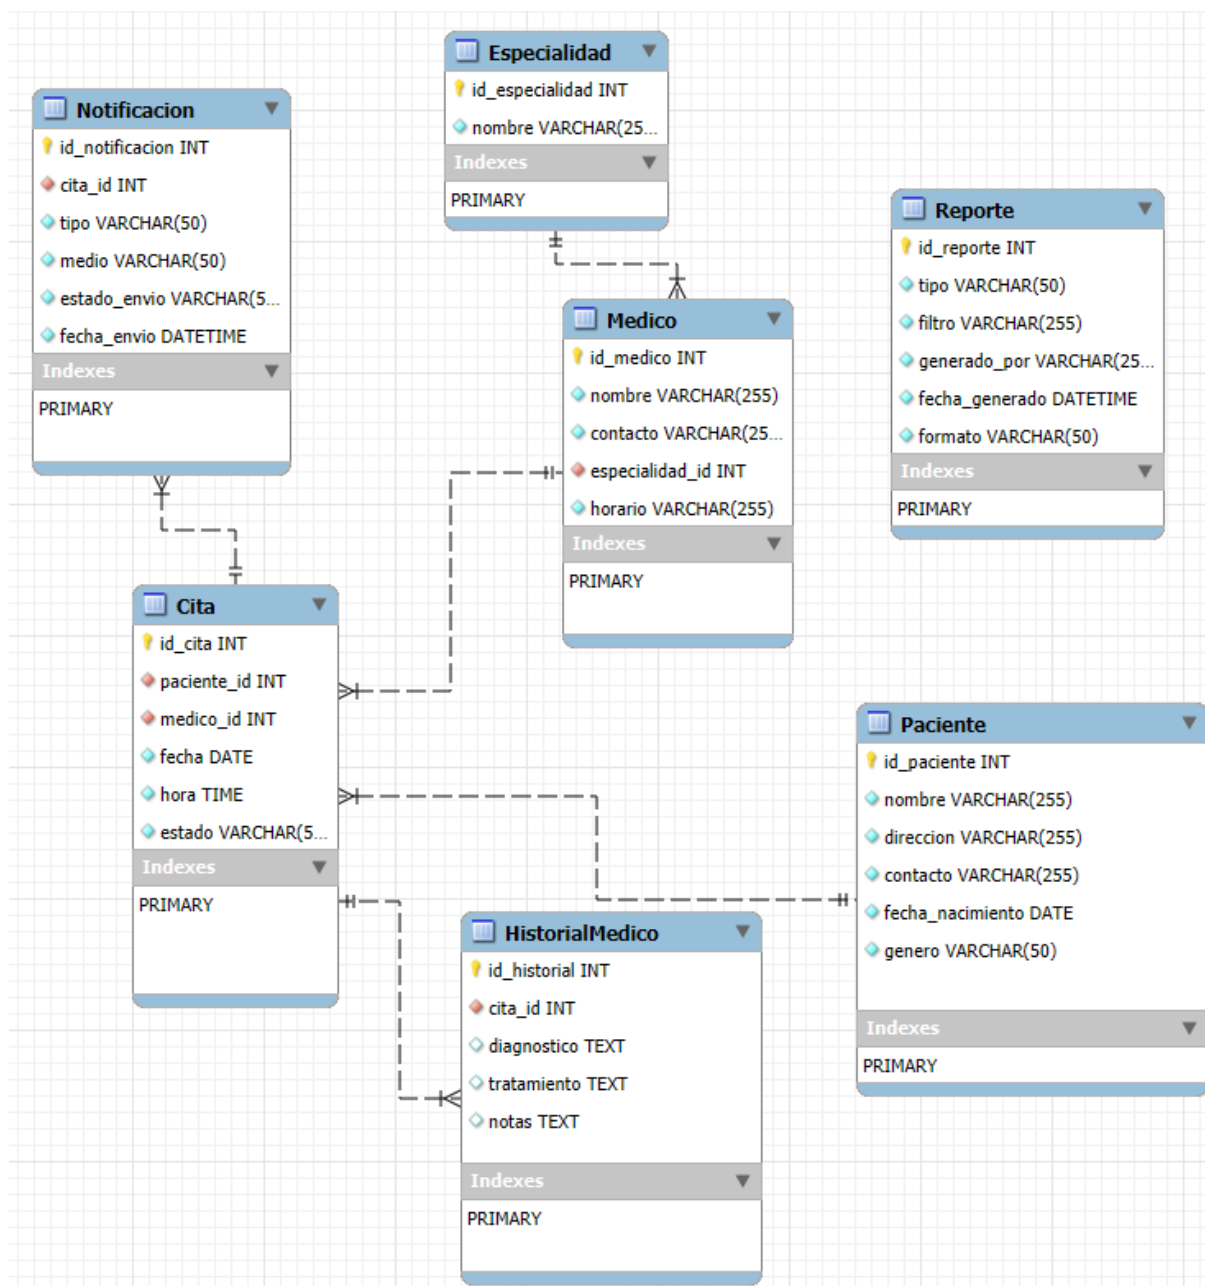 Especialidad
id_especialidad INT
nombre VARCHAR(25...
Indexes
PRIMARY
Notificacion
id_notificacion INT
cita_id INT
tipo VARCHAR(50)
medio VARCHAR(50)
estado_envio VARCHAR(5...
fecha_envio DATETIME
Indexes
PRIMARY
Reporte
id_reporte INT
tipo VARCHAR(50)
filtro VARCHAR(255)
generado_por VARCHAR(25...
fecha_generado DATETIME
formato VARCHAR(50)
Indexes
PRIMARY
Medico
id_medico INT
nombre VARCHAR(255)
contacto VARCHAR(25...
especialidad_id INT
horario VARCHAR(255)
Indexes
PRIMARY
Cita
id_cita INT
paciente_id INT
medico_id INT
fecha DATE
hora TIME
estado VARCHAR(5...
Indexes
PRIMARY
Paciente
id_paciente INT
nombre VARCHAR(255)
direccion VARCHAR(255)
contacto VARCHAR(255)
fecha_nacimiento DATE
genero VARCHAR(50)
Indexes
PRIMARY
HistorialMedico
id_historial INT
cita_id INT
diagnostico TEXT
tratamiento TEXT
notas TEXT
Indexes
PRIMARY